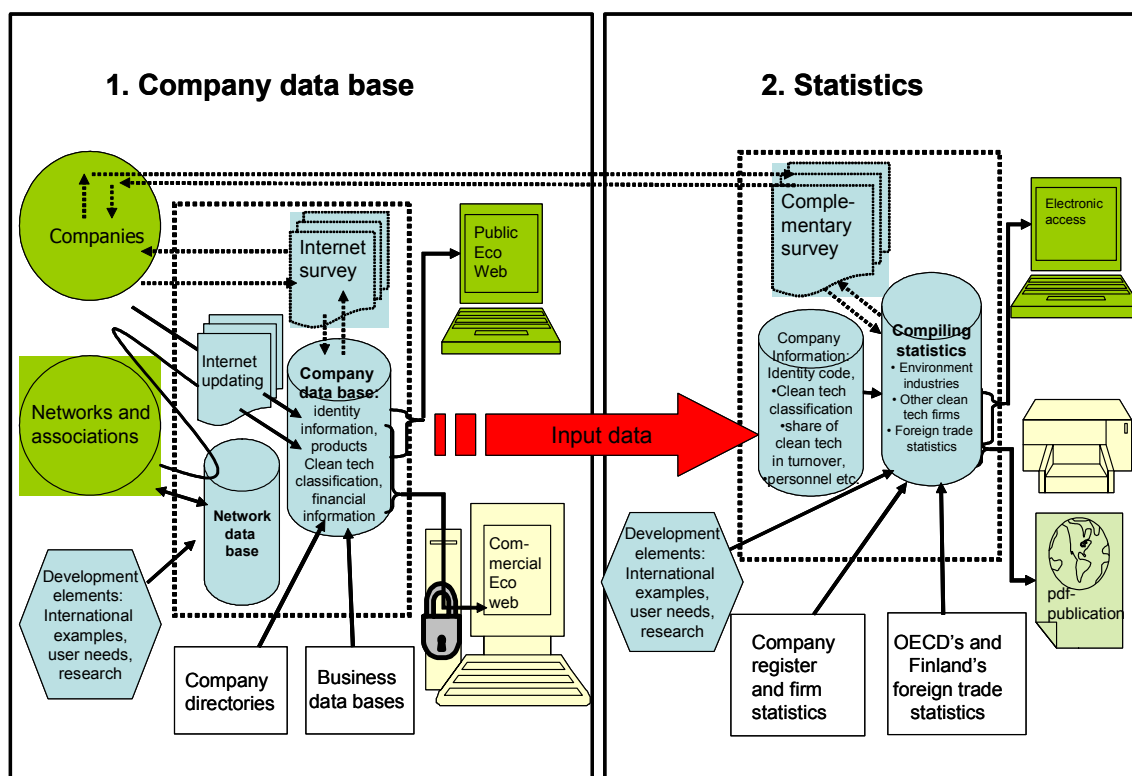 1. Company data base
2. Statistics
Companies
Internet
survey
Public
Eco
Web
Internet
updating
Networks and
associations
Company
data base:
identity
information,
products
Clean tech
classification,
financial
information
Network
data
base
Development
elements:
International
examples,
user needs,
research
Company
directories
Business
data bases
Com-
mercial
Eco
web
Input data
Comple-
mentary
survey
Electronic
access
Company
Information:
Identity code,
•Clean tech
classification
•share of
clean tech
in turnover,
•personnel etc.
Compiling
statistics
• Environment
industries
• Other clean
tech firms
• Foreign trade
statistics
Development
elements:
International
examples,
user needs,
research
Company
register
and firm
statistics
OECD's and
Finland's
foreign trade
statistics
pdf-
publication